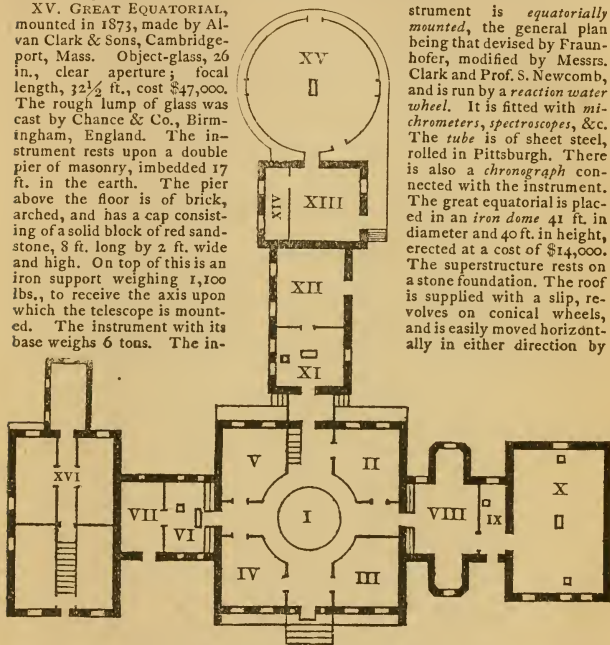 XV. GREAT EQUATORIAL,
mounted in 1873, made by Al-
van Clark & Sons, Cambridge-
port, Mass. Object-glass, 26
in., clear aperture; focal
length, 32½ ft., cost $47,000.
The rough lump of glass was
cast by Chance & Co., Birm-
ingham, England. The in-
strument rests upon a double
pier of masonry, imbedded 17
ft. in the earth. The pier
above the floor is of brick,
arched, and has a cap consist-
ing of a solid block of red sand-
stone, 8 ft. long by 2 ft. wide
and high. On top of this is an
iron support weighing 1,100
lbs., to receive the axis upon
which the telescope is mount-
ed. The instrument with its
base weighs 6 tons. The in-
strument is equatorially
mounted, the general plan
being that devised by Fraun-
hofer, modified by Messrs.
Clark and Prof. S. Newcomb,
and is run by a reaction water
wheel. It is fitted with mi-
chrometers, spectroscopes, &c.
The tube is of sheet steel,
rolled in Pittsburgh. There
is also a chronograph con-
nected with the instrument.
The great equatorial is plac-
ed in an iron dome 41 ft. in
diameter and 40 ft. in height,
erected at a cost of $14,000.
The superstructure rests on
a stone foundation. The roof
is supplied with a slip, re-
volves on conical wheels,
and is easily moved horizont-
ally in either direction by
XV
XIV
XIII
XII
XI
XVI
V
II
X
VII
VI
I
VIII
IX
IV
III